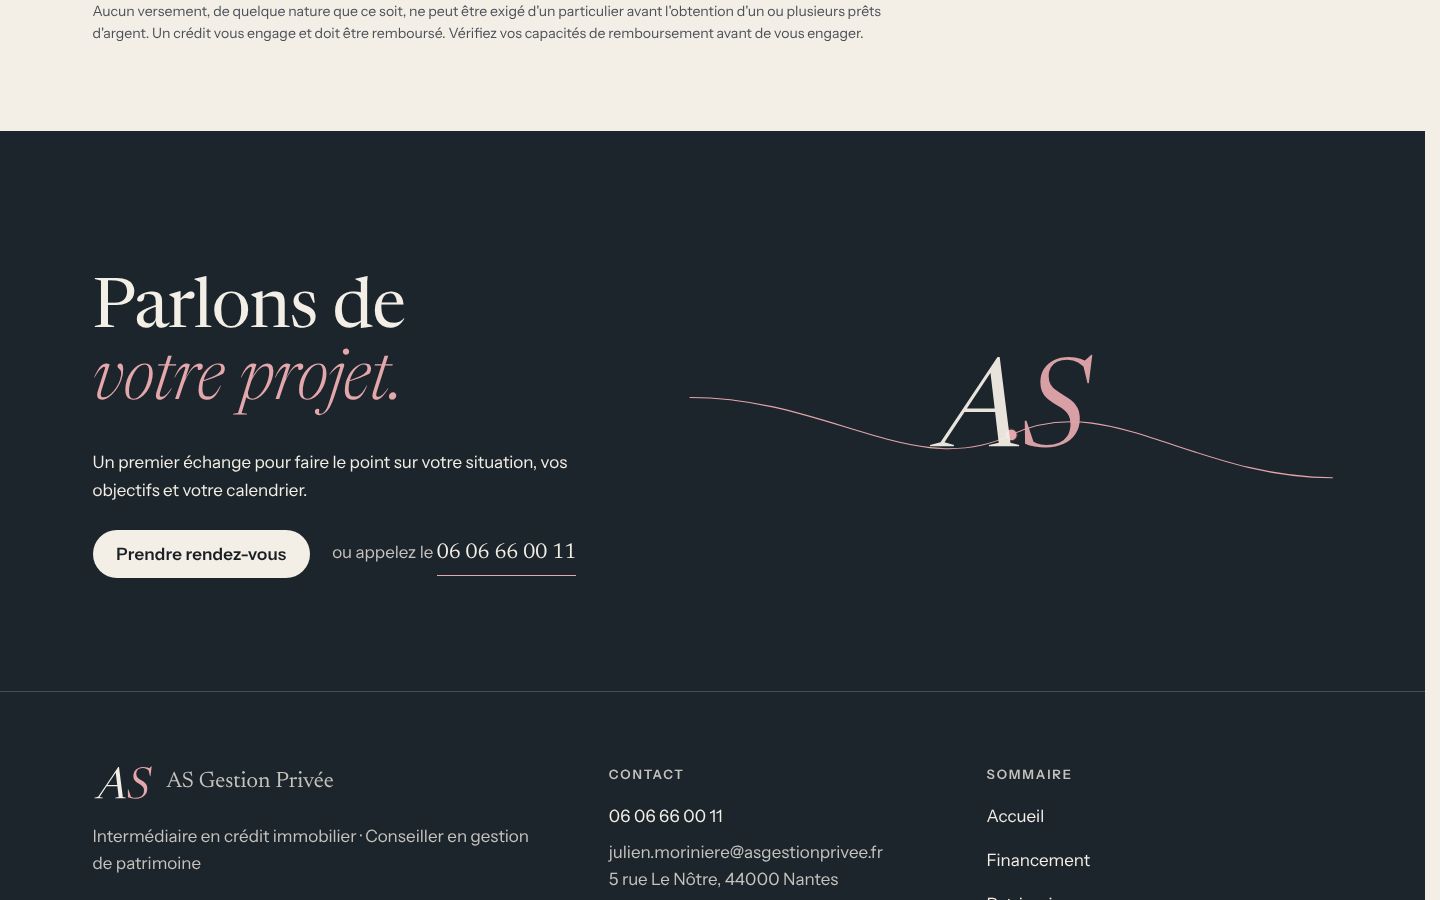 Aucun versement, de quelque nature que ce soit, ne peut être exigé d'un particulier avant l'obtention d'un ou plusieurs prêts
d'argent. Un crédit vous engage et doit être remboursé. Vérifiez vos capacités de remboursement avant de vous engager.
Parlons de
votre projet.
Un premier échange pour faire le point sur votre situation, vos
objectifs et votre calendrier.
Prendre rendez-vous
ou appelez le 06 06 66 00 11
AS
AS AS Gestion Privée
Intermédiaire en crédit immobilier · Conseiller en gestion
de patrimoine
CONTACT
06 06 66 00 11
julien.moriniere@asgestionprivee.fr
5 rue Le Nôtre, 44000 Nantes
SOMMAIRE
Accueil
Financement